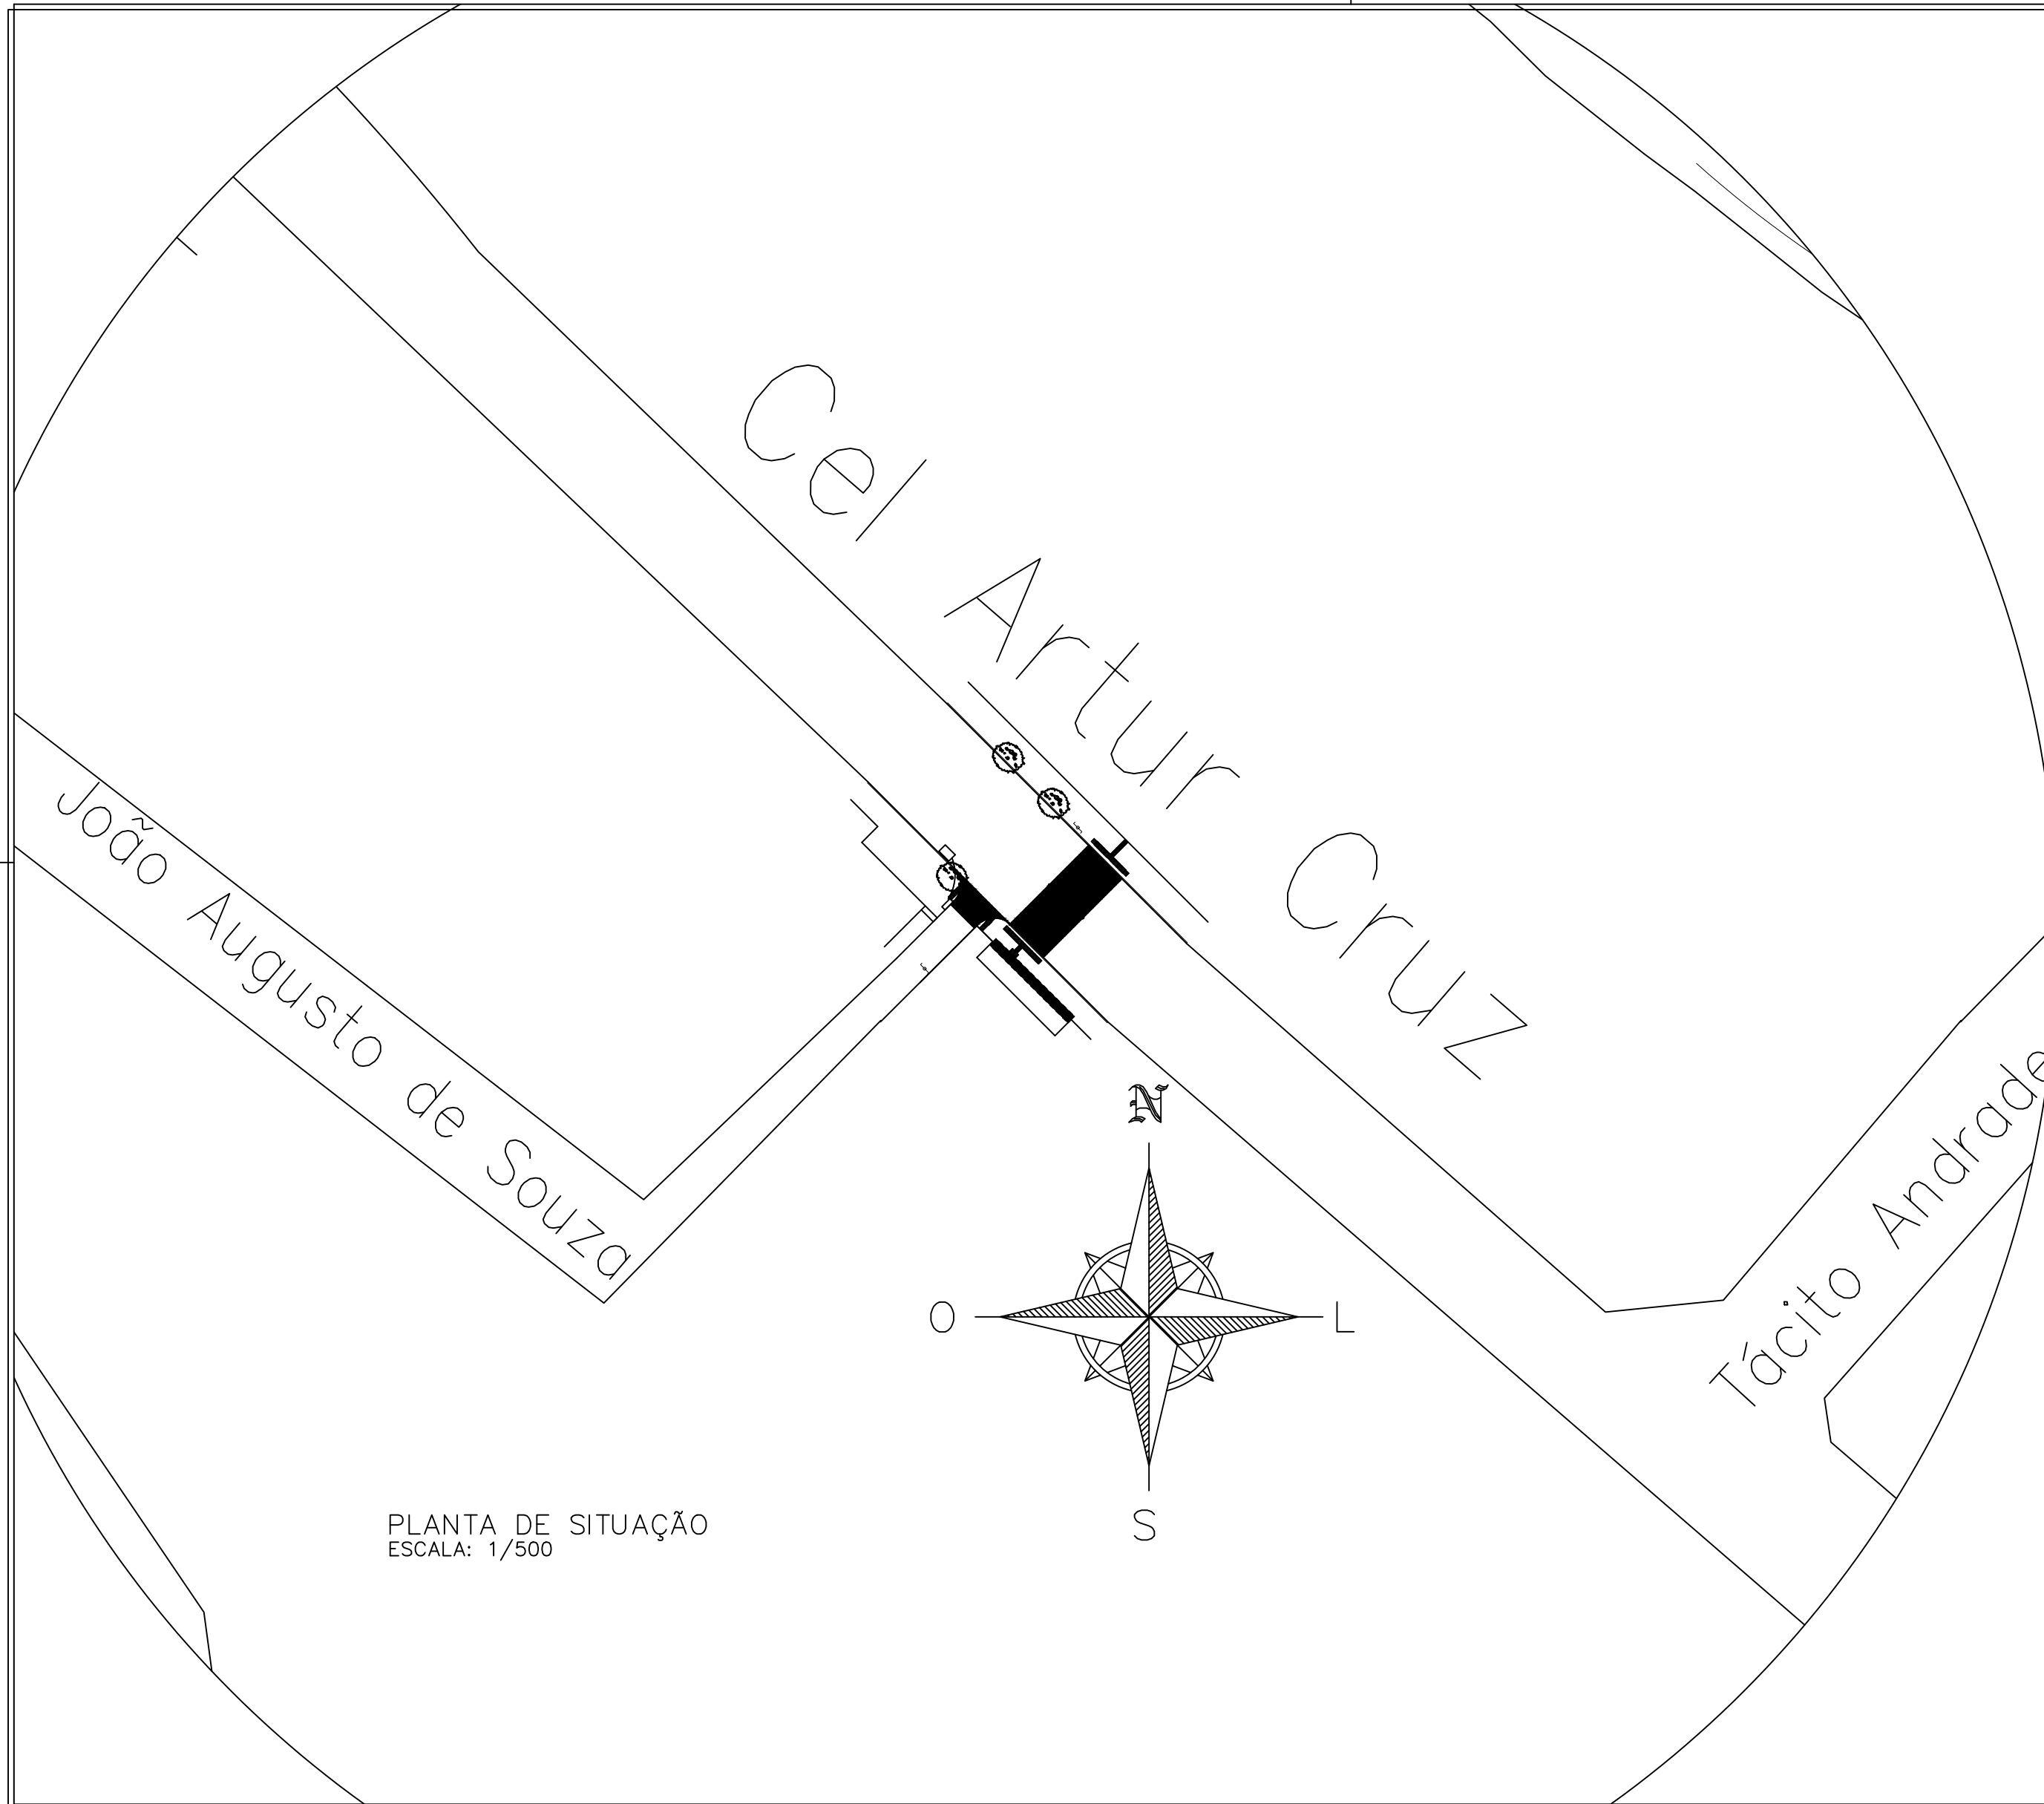 Cel Artur Cruz
João Augusto de Souza
Tácito Andrade
N
O
L
S
PLANTA DE SITUAÇÃO
ESCALA: 1/500